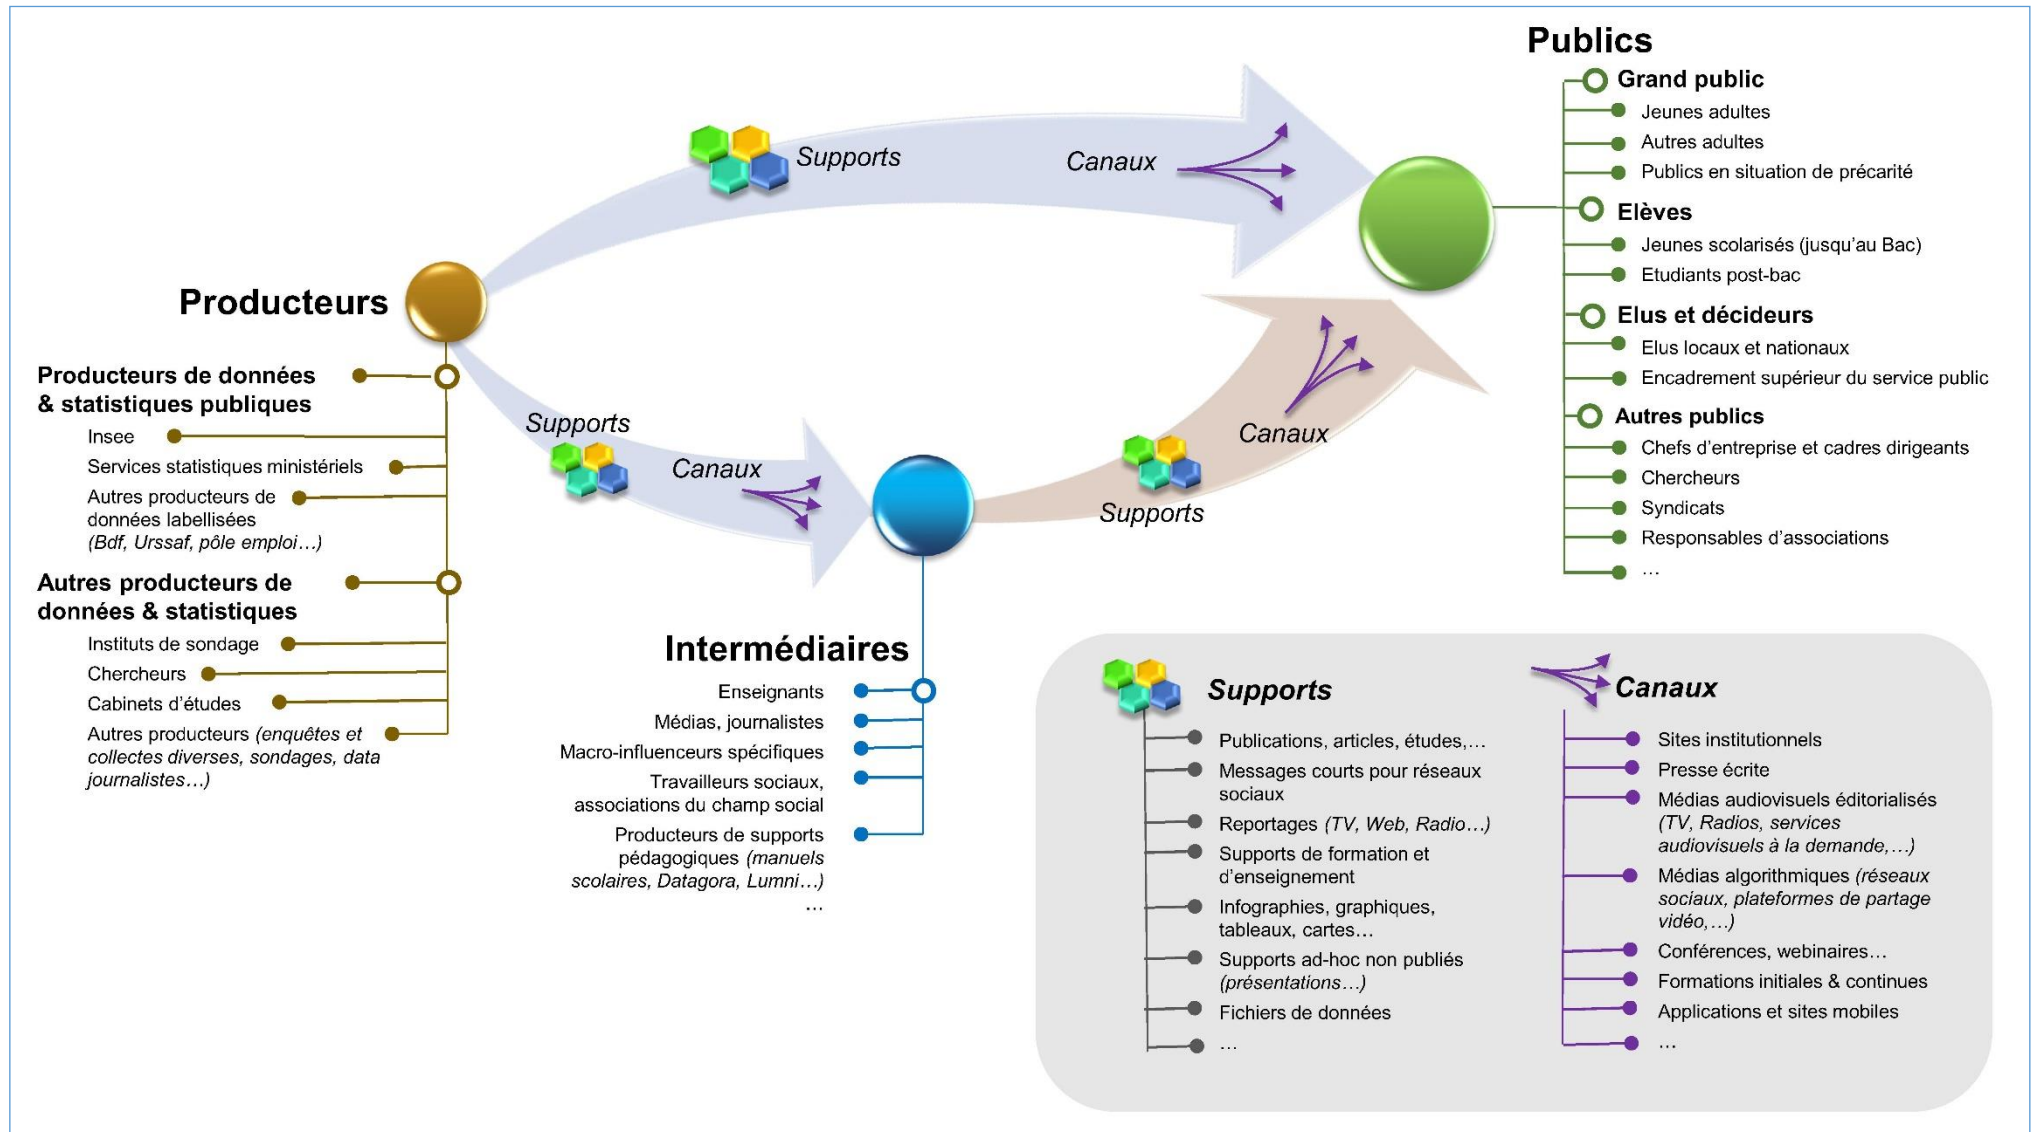 Publics
Grand public
Jeunes adultes
Autres adultes
Publics en situation de précarité
Elèves
Jeunes scolarisés (jusqu'au Bac)
Etudiants post-bac
Elus et décideurs
Elus locaux et nationaux
Encadrement supérieur du service public
Autres publics
Chefs d'entreprise et cadres dirigeants
Chercheurs
Syndicats
Responsables d'associations
…
Supports
Canaux
Producteurs
Producteurs de données
& statistiques publiques
Insee
Services statistiques ministériels
Autres producteurs de
données labellisées
(Bdf, Urssaf, pôle emploi…)
Autres producteurs de
données & statistiques
Instituts de sondage
Chercheurs
Cabinets d'études
Autres producteurs (enquêtes et
collectes diverses, sondages, data
journalistes…)
Supports
Canaux
Supports
Canaux
Intermédiaires
Enseignants
Médias, journalistes
Macro-influenceurs spécifiques
Travailleurs sociaux,
associations du champ social
Producteurs de supports
pédagogiques (manuels
scolaires, Datagora, Lumni…)
…
Supports
Publications, articles, études,…
Messages courts pour réseaux
sociaux
Reportages (TV, Web, Radio…)
Supports de formation et
d'enseignement
Infographies, graphiques,
tableaux, cartes…
Supports ad-hoc non publiés
(présentations…)
Fichiers de données
…
Canaux
Sites institutionnels
Presse écrite
Médias audiovisuels éditorialisés
(TV, Radios, services
audiovisuels à la demande,…)
Médias algorithmiques (réseaux
sociaux, plateformes de partage
vidéo,…)
Conférences, webinaires…
Formations initiales & continues
Applications et sites mobiles
…